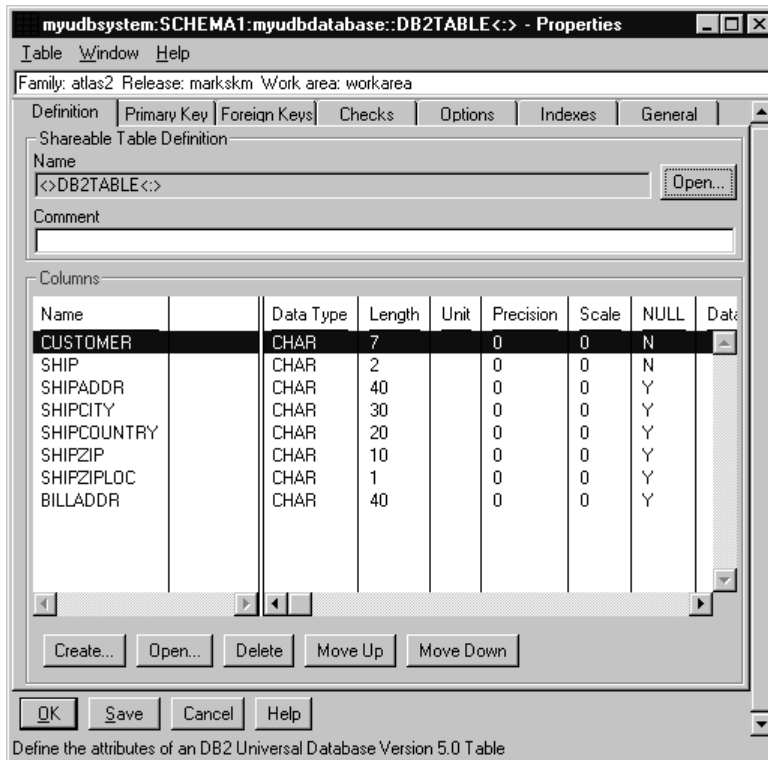 myudbsystem:SCHEMA1:myudbdatabase::DB2TABLE<:> - Properties
Table Window Help
Family: atlas2 Release: markskm Work area: workarea
Definition Primary Key Foreign Keys Checks Options Indexes General
Shareable Table Definition
Name
<>DB2TABLE<:>
Open...
Comment
Columns
Name Data Type Length Unit Precision Scale NULL Data
CUSTOMER CHAR 7 0 0 N
SHIP CHAR 2 0 0 N
SHIPADDR CHAR 40 0 0 Y
SHIPCITY CHAR 30 0 0 Y
SHIPCOUNTRY CHAR 20 0 0 Y
SHIPZIP CHAR 10 0 0 Y
SHIPZIPLOC CHAR 1 0 0 Y
BILLADDR CHAR 40 0 0 Y
Create... Open... Delete Move Up Move Down
OK Save Cancel Help
Define the attributes of an DB2 Universal Database Version 5.0 Table